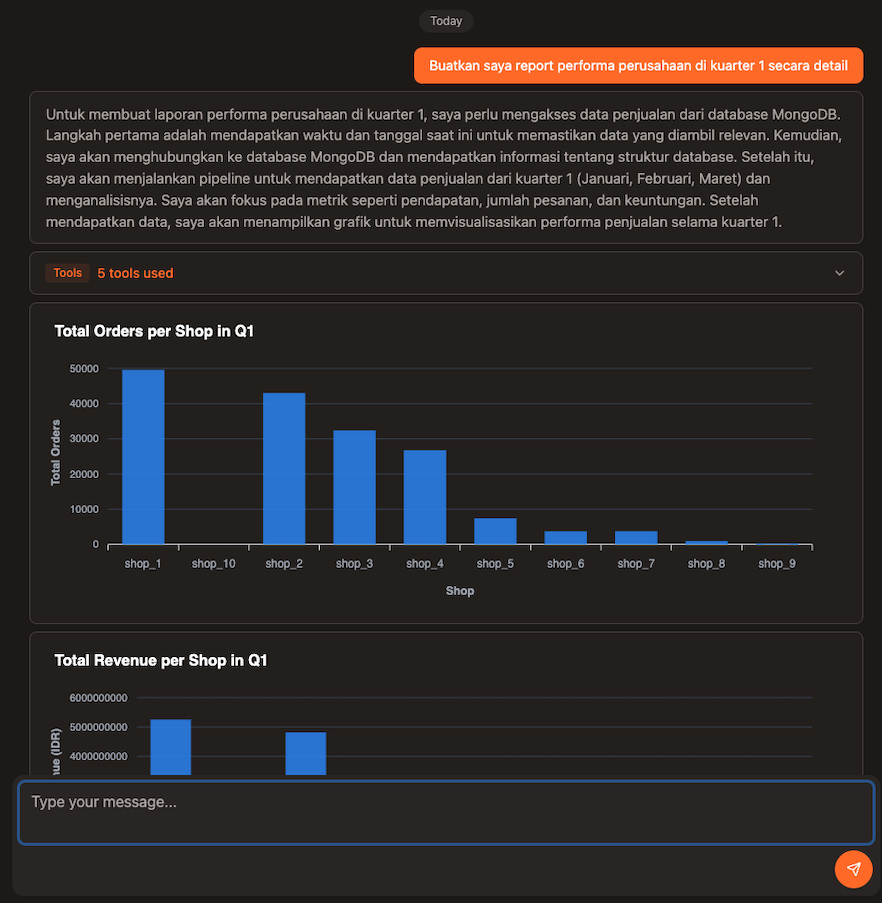 Today
Buatkan saya report performa perusahaan di kuarter 1 secara detail
Untuk membuat laporan performa perusahaan di kuarter 1, saya perlu mengakses data penjualan dari database MongoDB.
Langkah pertama adalah mendapatkan waktu dan tanggal saat ini untuk memastikan data yang diambil relevan. Kemudian,
saya akan menghubungkan ke database MongoDB dan mendapatkan informasi tentang struktur database. Setelah itu,
saya akan menjalankan pipeline untuk mendapatkan data penjualan dari kuarter 1 (Januari, Februari, Maret) dan
menganalisisnya. Saya akan fokus pada metrik seperti pendapatan, jumlah pesanan, dan keuntungan. Setelah
mendapatkan data, saya akan menampilkan grafik untuk memvisualisasikan performa penjualan selama kuarter 1.
Tools 5 tools used
Total Orders per Shop in Q1
Total Orders
50000
40000
30000
20000
10000
0
shop_1 shop_10 shop_2 shop_3 shop_4 shop_5 shop_6 shop_7 shop_8 shop_9
Shop
Total Revenue per Shop in Q1
6000000000
5000000000
4000000000
(IDR)
Type your message...